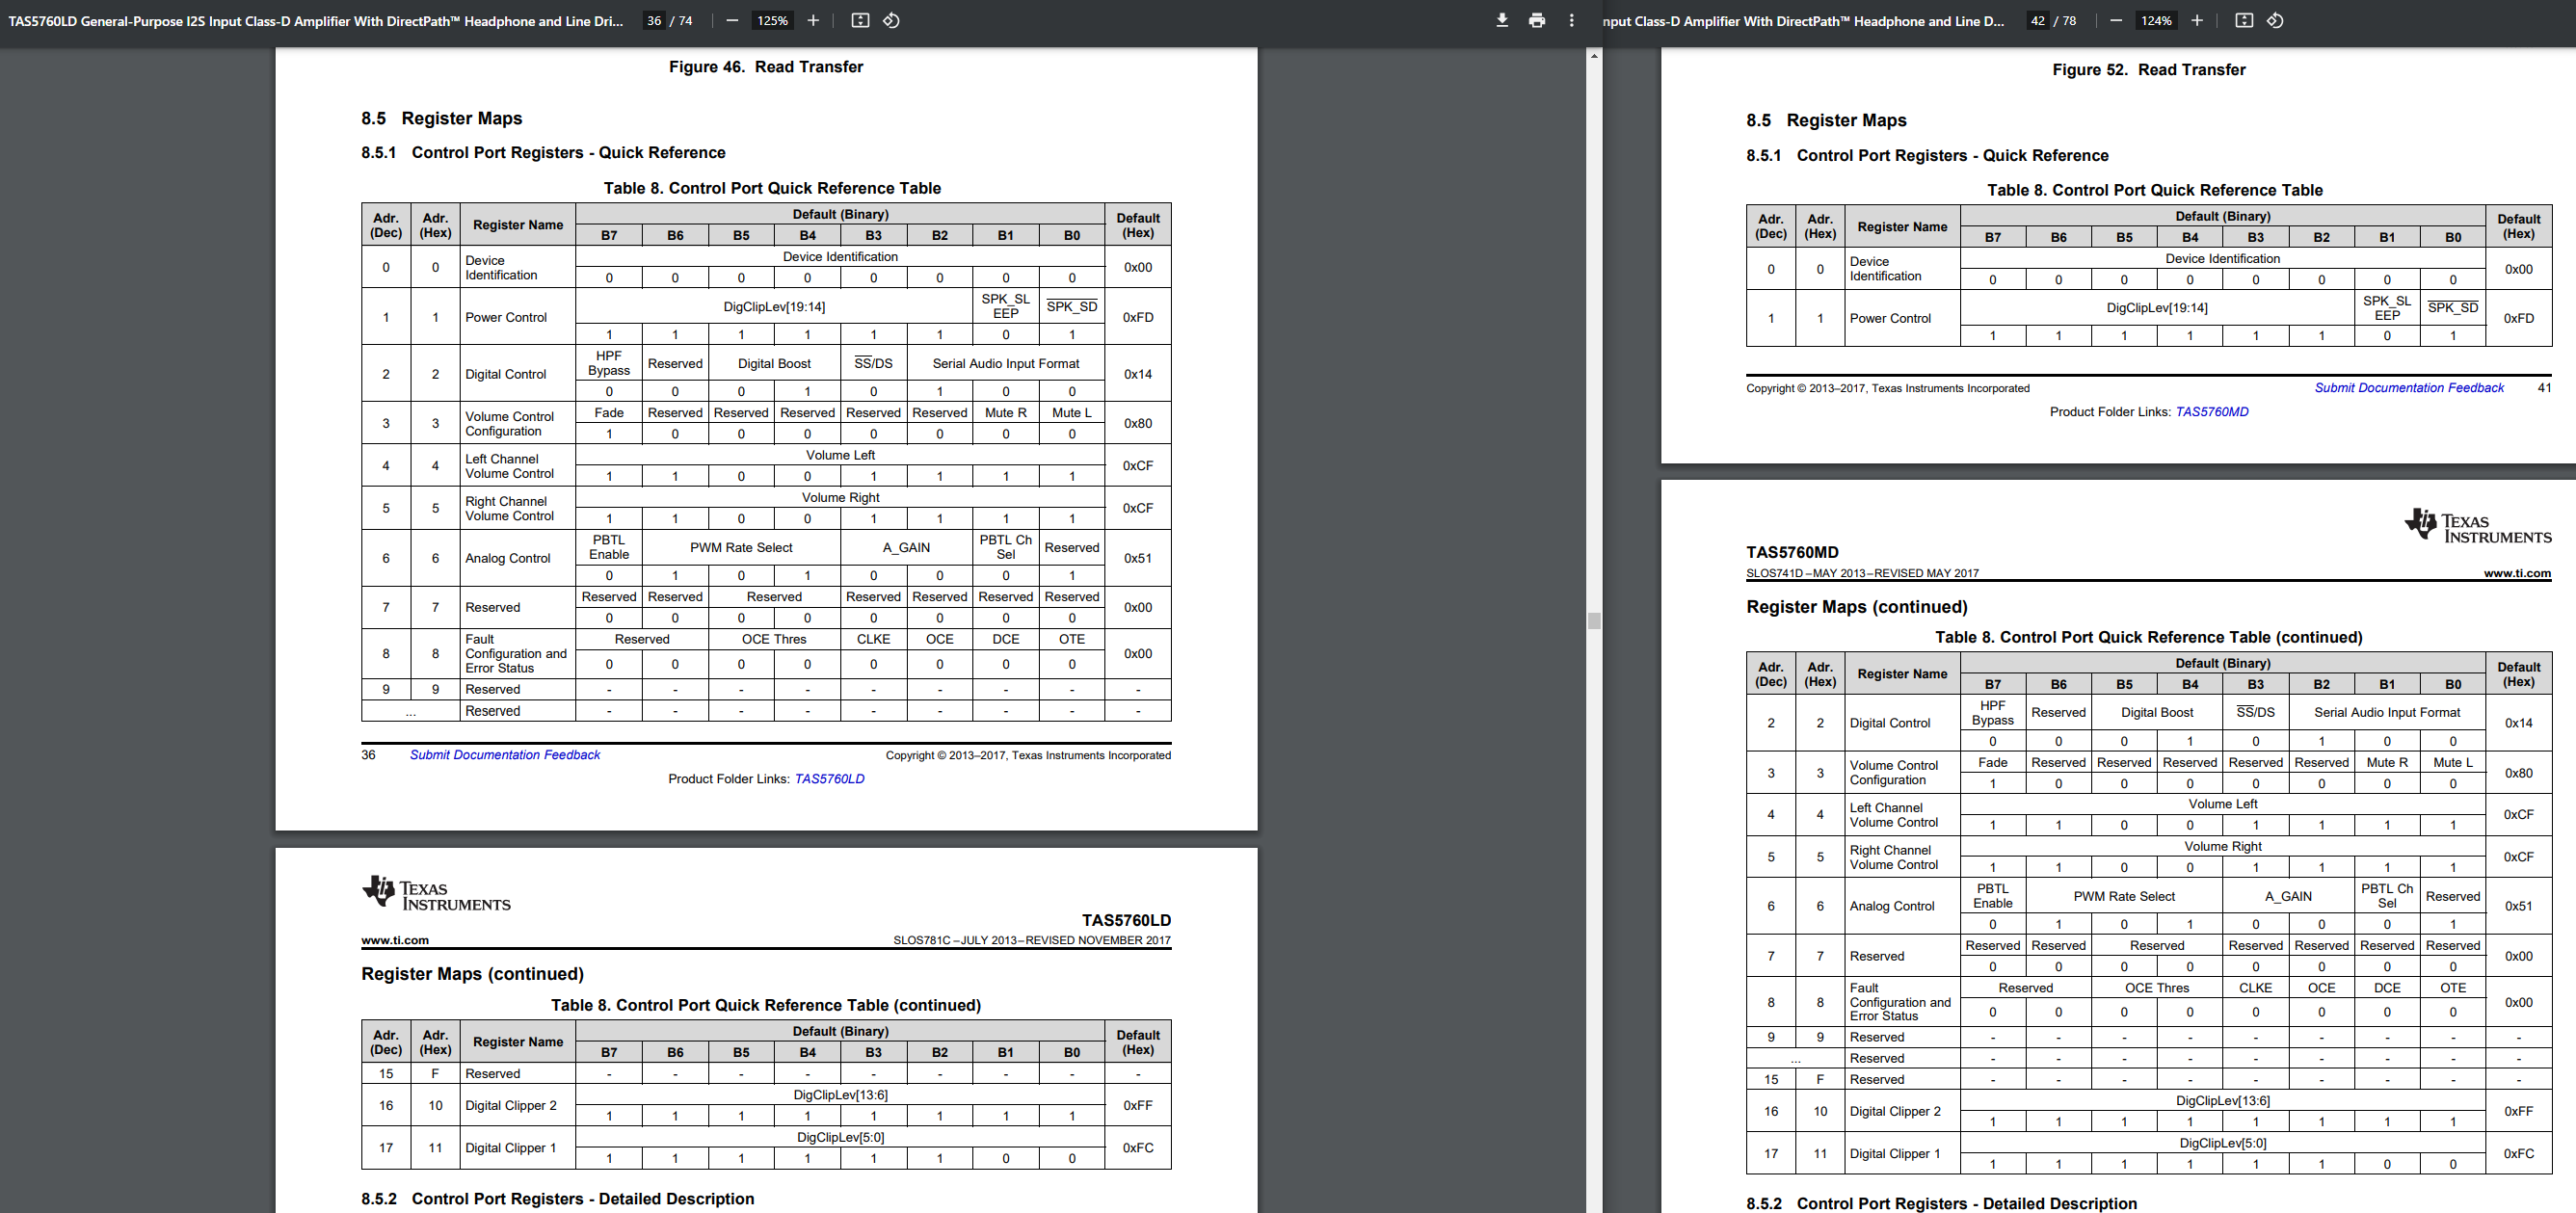 TAS5760LD General-Purpose I2S Input Class-D Amplifier With DirectPath™ Headphone and Line Dri...
36 / 74
125%
Figure 46. Read Transfer
8.5 Register Maps
8.5.1 Control Port Registers - Quick Reference
Table 8. Control Port Quick Reference Table
Adr. (Dec) Adr. (Hex) Register Name Default (Binary) Default (Hex)
B7 B6 B5 B4 B3 B2 B1 B0
0 0 Device Identification Device Identification 0x00
0 0 0 0 0 0 0 0
1 1 Power Control DigClipLev[19:14] SPK_SLEEP SPK_SD 0xFD
1 1 1 1 1 1 0 1
2 2 Digital Control HPF Bypass Reserved Digital Boost SS/DS Serial Audio Input Format 0x14
0 0 0 1 0 1 0 0
3 3 Volume Control Configuration Fade Reserved Reserved Reserved Reserved Reserved Mute R Mute L 0x80
1 0 0 0 0 0 0 0
4 4 Left Channel Volume Control Volume Left 0xCF
1 1 0 0 1 1 1 1
5 5 Right Channel Volume Control Volume Right 0xCF
1 1 0 0 1 1 1 1
6 6 Analog Control PBTL Enable PWM Rate Select A_GAIN PBTL Ch Sel Reserved 0x51
0 1 0 1 0 0 0 1
7 7 Reserved Reserved Reserved Reserved Reserved Reserved Reserved Reserved 0x00
0 0 0 0 0 0 0 0
8 8 Fault Configuration and Error Status Reserved OCE Thres CLKE OCE DCE OTE 0x00
0 0 0 0 0 0 0 0
9 9 Reserved - - - - - - - - -
... Reserved - - - - - - - - -
36 Submit Documentation Feedback Copyright © 2013–2017, Texas Instruments Incorporated
Product Folder Links: TAS5760LD
TEXAS INSTRUMENTS
TAS5760LD
www.ti.com SLOS781C –JULY 2013–REVISED NOVEMBER 2017
Register Maps (continued)
Table 8. Control Port Quick Reference Table (continued)
Adr. (Dec) Adr. (Hex) Register Name Default (Binary) Default (Hex)
B7 B6 B5 B4 B3 B2 B1 B0
15 F Reserved - - - - - - - - -
16 10 Digital Clipper 2 DigClipLev[13:6] 0xFF
1 1 1 1 1 1 1 1
17 11 Digital Clipper 1 DigClipLev[5:0] 0xFC
1 1 1 1 1 1 0 0
8.5.2 Control Port Registers - Detailed Description
nput Class-D Amplifier With DirectPath™ Headphone and Line D...
42 / 78
124%
Figure 52. Read Transfer
8.5 Register Maps
8.5.1 Control Port Registers - Quick Reference
Table 8. Control Port Quick Reference Table
Adr. (Dec) Adr. (Hex) Register Name Default (Binary) Default (Hex)
B7 B6 B5 B4 B3 B2 B1 B0
0 0 Device Identification Device Identification 0x00
0 0 0 0 0 0 0 0
1 1 Power Control DigClipLev[19:14] SPK_SLEEP SPK_SD 0xFD
1 1 1 1 1 1 0 1
Copyright © 2013–2017, Texas Instruments Incorporated Submit Documentation Feedback 41
Product Folder Links: TAS5760MD
TEXAS INSTRUMENTS
TAS5760MD
SLOS741D –MAY 2013–REVISED MAY 2017 www.ti.com
Register Maps (continued)
Table 8. Control Port Quick Reference Table (continued)
Adr. (Dec) Adr. (Hex) Register Name Default (Binary) Default (Hex)
B7 B6 B5 B4 B3 B2 B1 B0
2 2 Digital Control HPF Bypass Reserved Digital Boost SS/DS Serial Audio Input Format 0x14
0 0 0 1 0 1 0 0
3 3 Volume Control Configuration Fade Reserved Reserved Reserved Reserved Reserved Mute R Mute L 0x80
1 0 0 0 0 0 0 0
4 4 Left Channel Volume Control Volume Left 0xCF
1 1 0 0 1 1 1 1
5 5 Right Channel Volume Control Volume Right 0xCF
1 1 0 0 1 1 1 1
6 6 Analog Control PBTL Enable PWM Rate Select A_GAIN PBTL Ch Sel Reserved 0x51
0 1 0 1 0 0 0 1
7 7 Reserved Reserved Reserved Reserved Reserved Reserved Reserved Reserved 0x00
0 0 0 0 0 0 0 0
8 8 Fault Configuration and Error Status Reserved OCE Thres CLKE OCE DCE OTE 0x00
0 0 0 0 0 0 0 0
9 9 Reserved - - - - - - - - -
... Reserved - - - - - - - - -
15 F Reserved - - - - - - - - -
16 10 Digital Clipper 2 DigClipLev[13:6] 0xFF
1 1 1 1 1 1 1 1
17 11 Digital Clipper 1 DigClipLev[5:0] 0xFC
1 1 1 1 1 1 0 0
8.5.2 Control Port Registers - Detailed Description